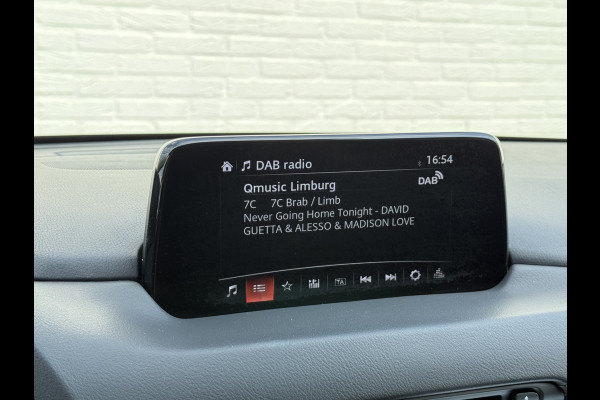 DAB radio 16:54
Qmusic Limburg DAB
7C 7C Brab / Limb
Never Going Home Tonight - DAVID
GUETTA & ALESSO & MADISON LOVE
TA